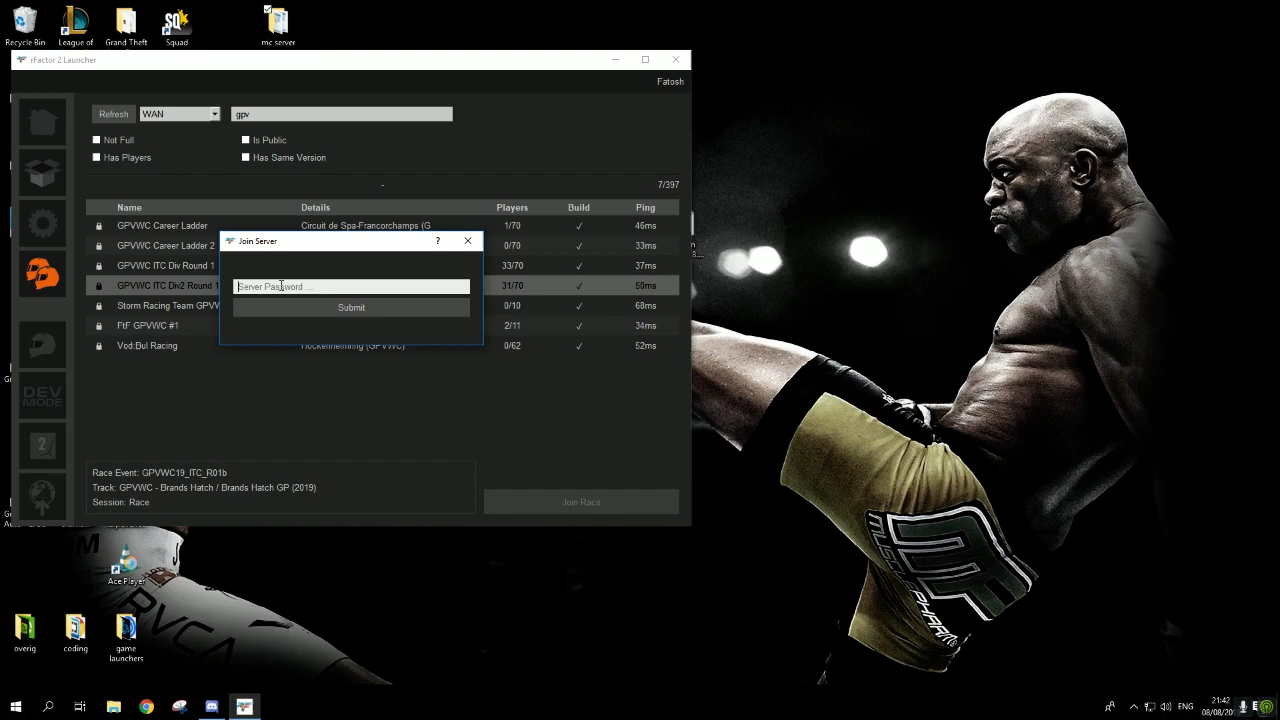 Recycle Bin
League of
Grand Theft
Squad
mc server
rFactor 2 Launcher
Fatosh
Refresh
WAN
gpv
Not Full
Is Public
Has Players
Has Same Version
-
7/397
Name Details Players Build Ping
GPVWC Career Ladder Circuit de Spa-Francorchamps (G 1/70 ✓ 46ms
GPVWC Career Ladder 2 0/70 ✓ 33ms
GPVWC ITC Div Round 1 33/70 ✓ 37ms
GPVWC ITC Div2 Round 1 31/70 ✓ 50ms
Storm Racing Team GPVW 0/10 ✓ 68ms
FtF GPVWC #1 2/11 ✓ 34ms
Vod:Bul Racing Hockenheimring (GPVWC) 0/62 ✓ 52ms
Join Server
? 
Server Password ...
Submit
DEV
MODE
2
Race Event: GPVWC19_ITC_R01b
Track: GPVWC - Brands Hatch / Brands Hatch GP (2019)
Session: Race
Join Race
Ace Player
RVCA
MUSCLEPHARM
overig
coding
game
launchers
ENG
21:42
08/08/20